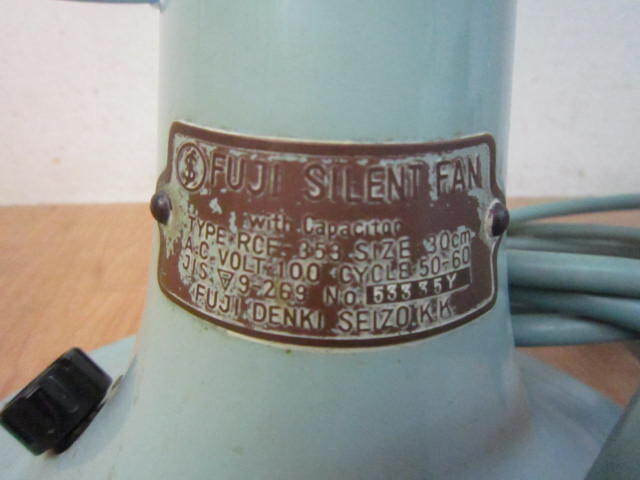 FUJI SILENT FAN
with Capacitor
TYPE RCF-353 SIZE 30cm
A.C. VOLT 100 CYCLE 50-60
JIS ▽9-269 No. 53335Y
FUJI DENKI SEIZO K.K.